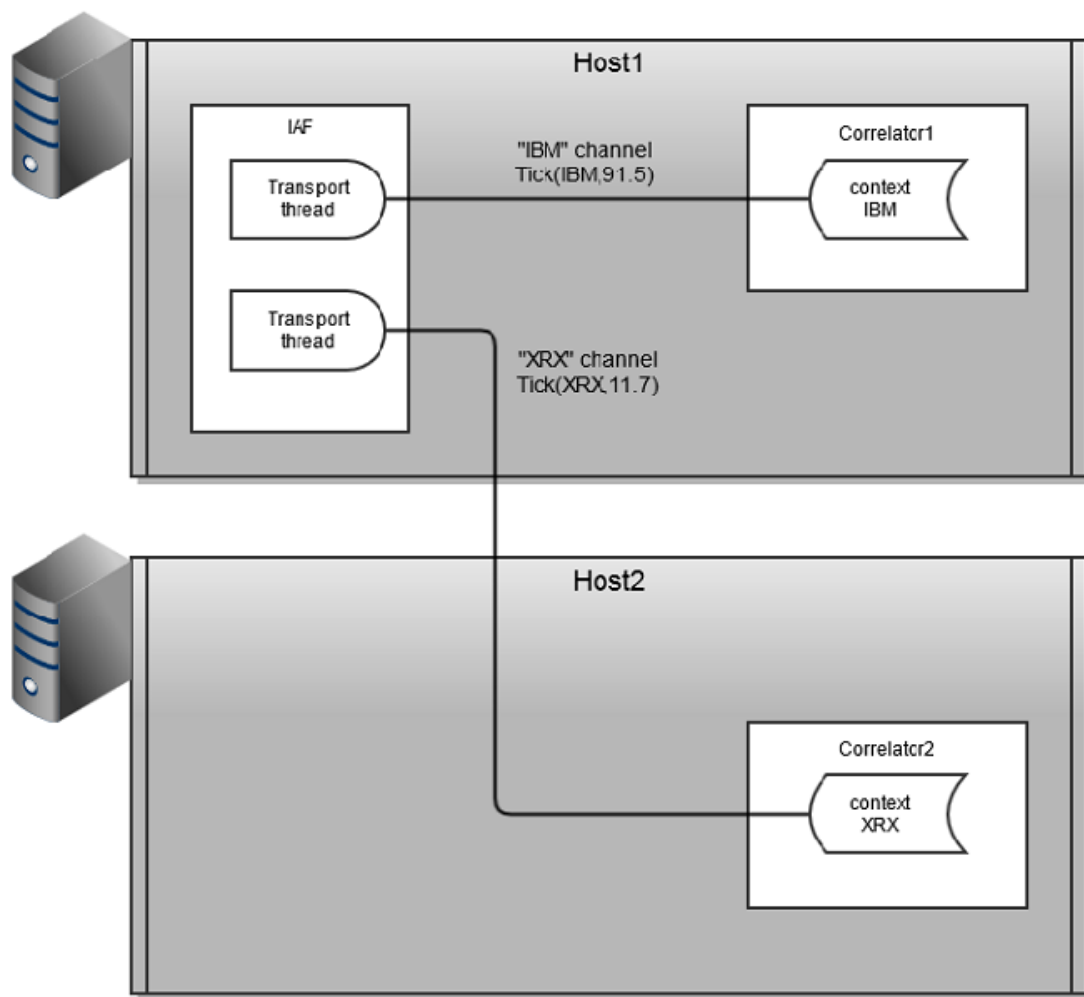 Host1
IAF
Transport
thread
"IBM" channel
Tick(IBM,91.5)
Correlator1
context
IBM
Transport
thread
"XRX" channel
Tick(XRX,11.7)
Host2
Correlator2
context
XRX